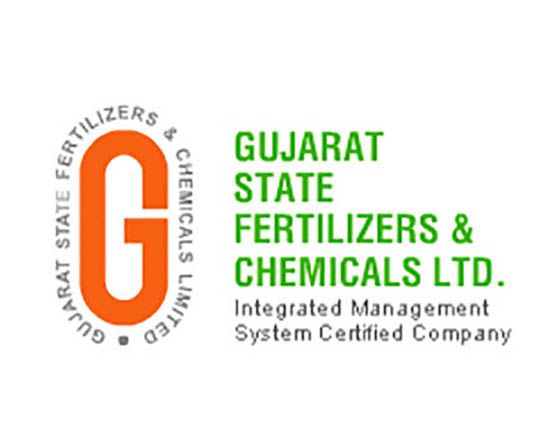 GUJARAT STATE FERTILIZERS & CHEMICALS LIMITED
G
GUJARAT
STATE
FERTILIZERS &
CHEMICALS LTD.
Integrated Management
System Certified Company